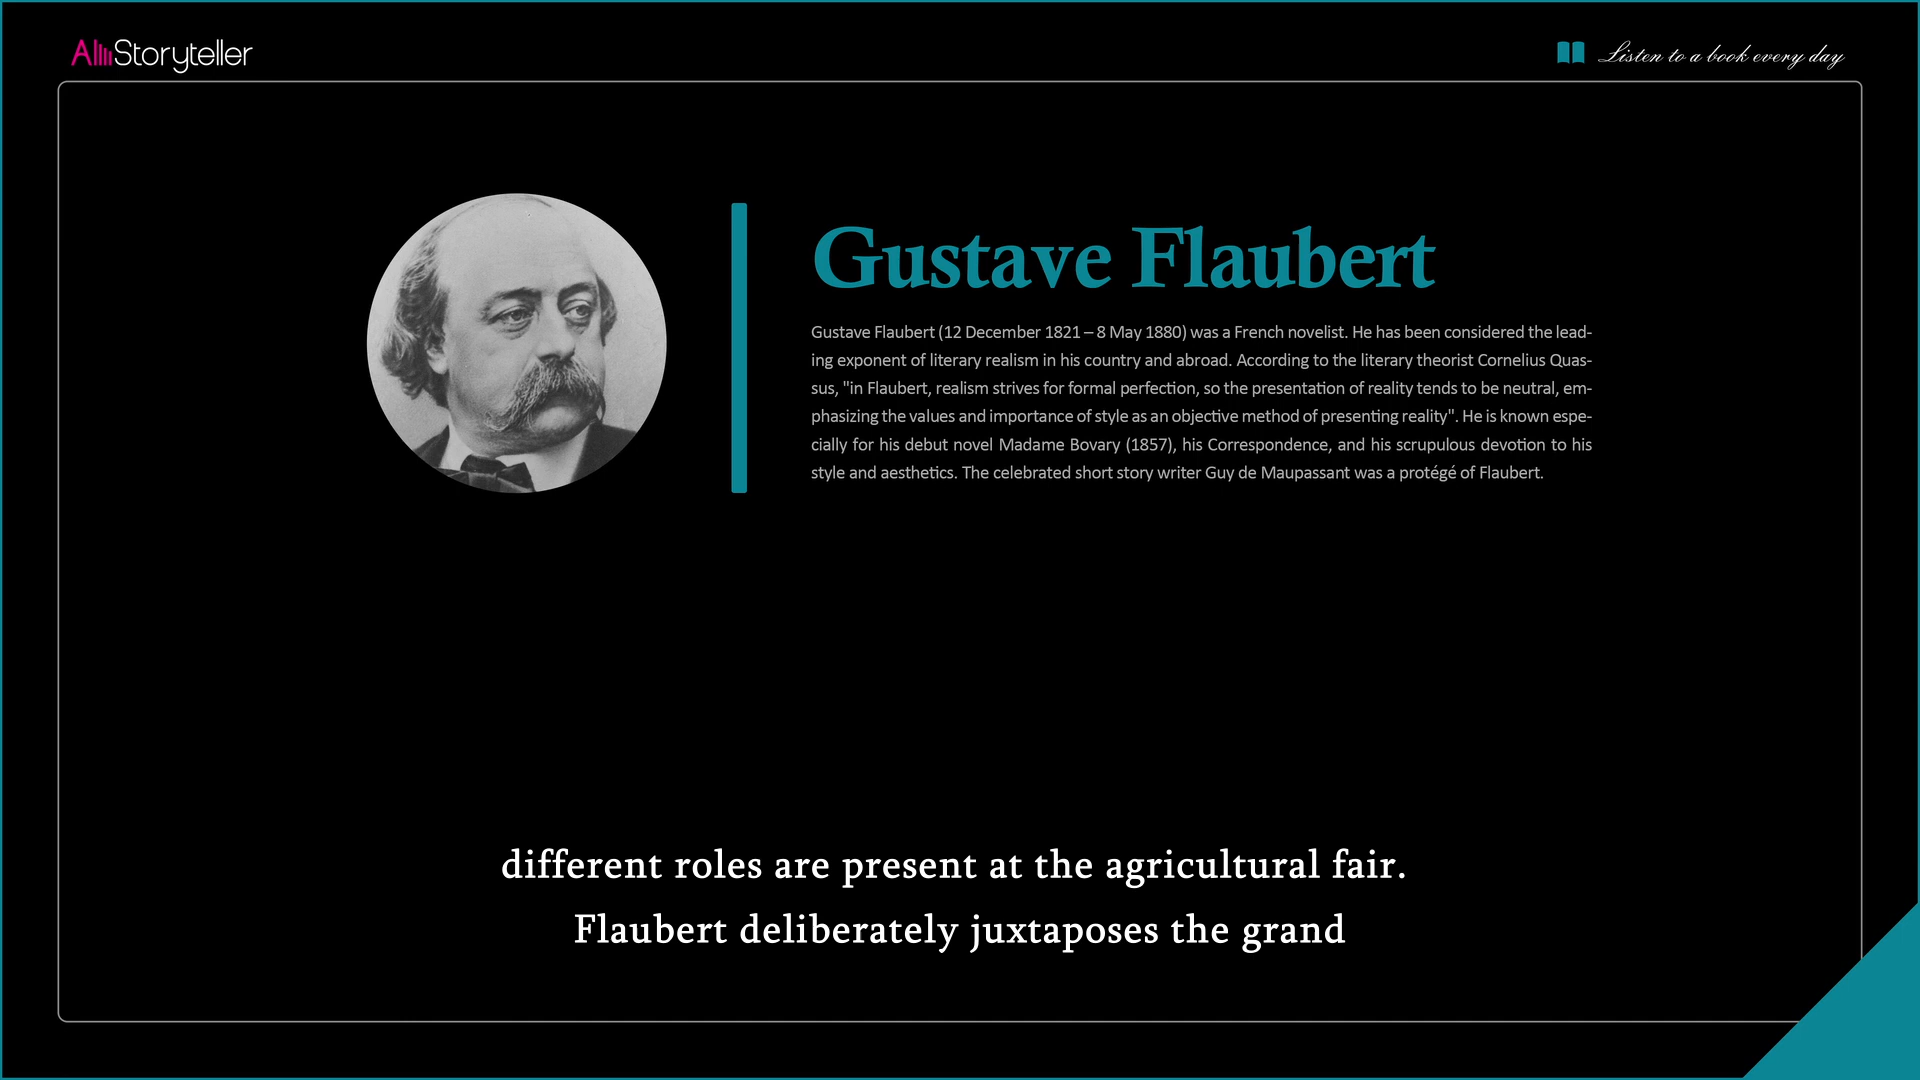 AllStoryteller
Listen to a book every day
Gustave Flaubert
Gustave Flaubert (12 December 1821 – 8 May 1880) was a French novelist. He has been considered the lead-
ing exponent of literary realism in his country and abroad. According to the literary theorist Cornelius Quas-
sus, "in Flaubert, realism strives for formal perfection, so the presentation of reality tends to be neutral, em-
phasizing the values and importance of style as an objective method of presenting reality". He is known espe-
cially for his debut novel Madame Bovary (1857), his Correspondence, and his scrupulous devotion to his
style and aesthetics. The celebrated short story writer Guy de Maupassant was a protégé of Flaubert.
different roles are present at the agricultural fair.
Flaubert deliberately juxtaposes the grand